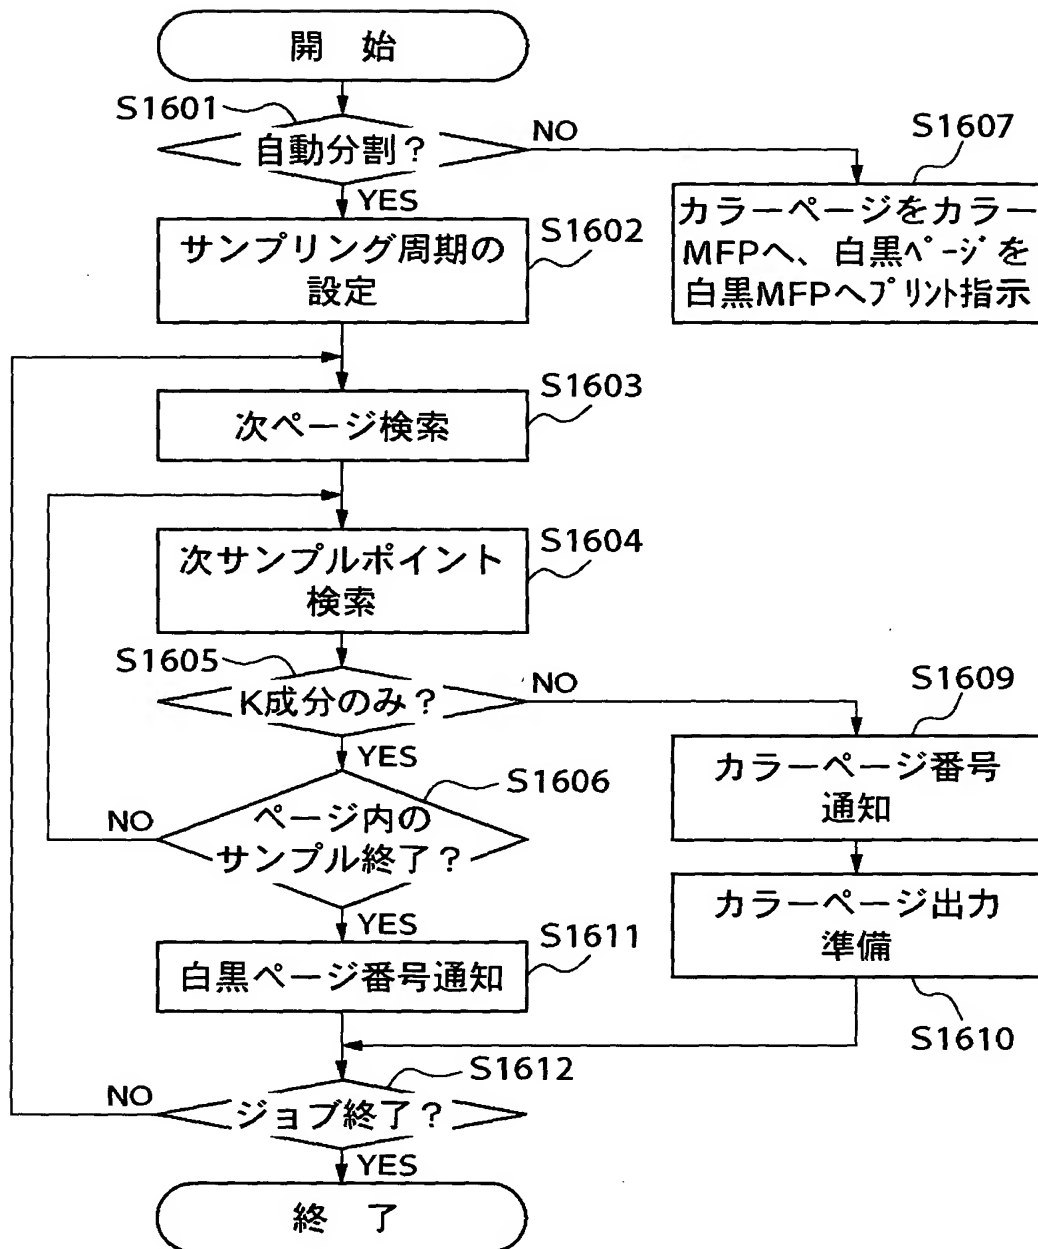 開 始
S1601
自動分割?
NO
YES
S1607
カラーページをカラー
MFPへ、白黒ページを
白黒MFPへプリント指示
サンプリング周期の
設定
S1602
次ページ検索
S1603
次サンプルポイント
検索
S1604
S1605
K成分のみ?
NO
YES
S1609
カラーページ番号
通知
S1606
ページ内の
サンプル終了?
NO
YES
カラーページ出力
準備
S1610
S1611
白黒ページ番号通知
S1612
ジョブ終了?
NO
YES
終 了